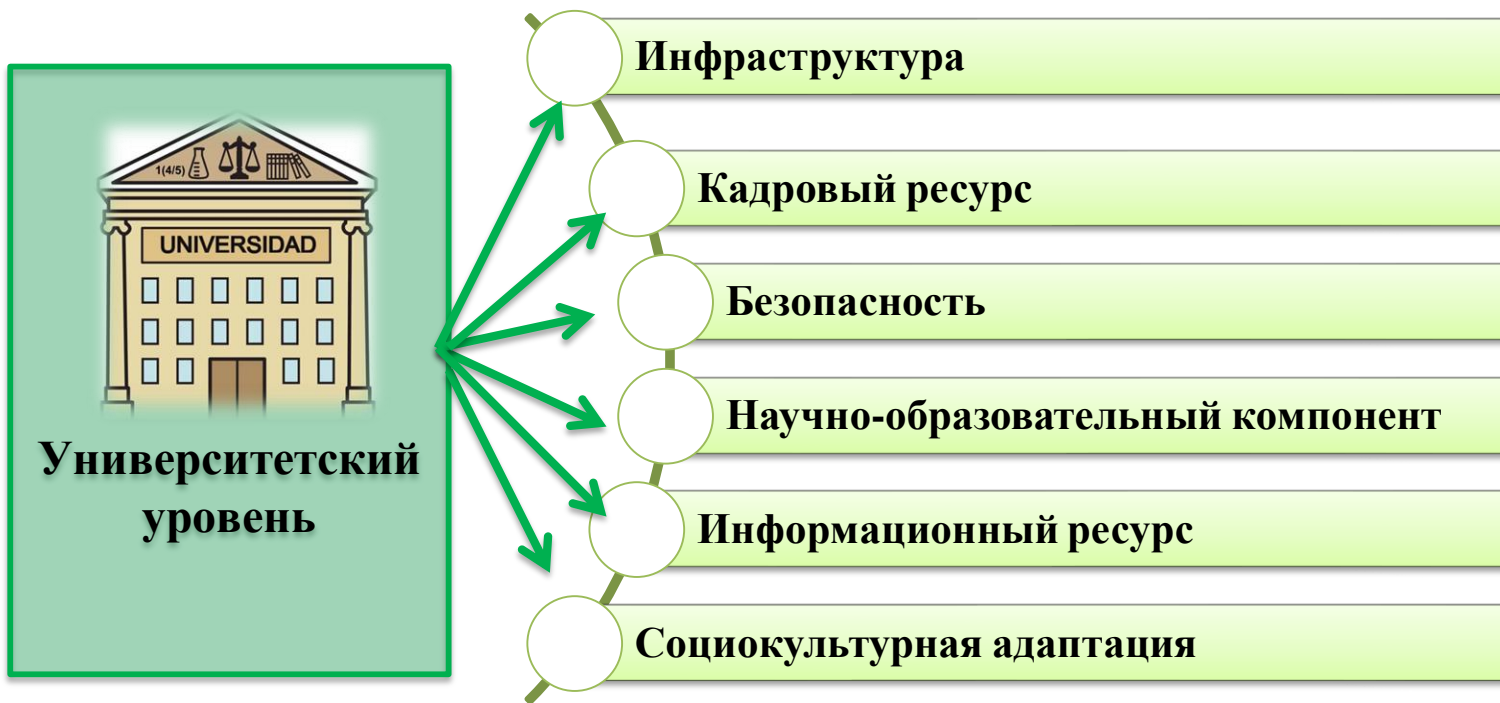 1(4/5)
UNIVERSIDAD
Университетский
уровень
Инфраструктура
Кадровый ресурс
Безопасность
Научно-образовательный компонент
Информационный ресурс
Социокультурная адаптация